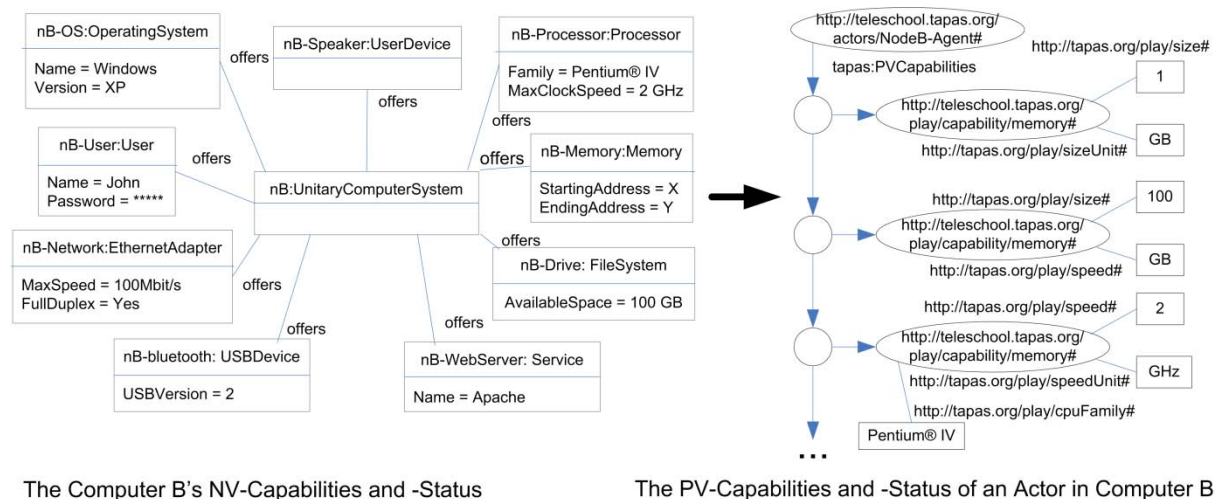 nB-OS:OperatingSystem
Name = Windows
Version = XP
offers
nB-Speaker:UserDevice
offers
nB-Processor:Processor
Family = Pentium® IV
MaxClockSpeed = 2 GHz
offers
nB-User:User
Name = John
Password = *****
offers
nB:UnitaryComputerSystem
offers
nB-Memory:Memory
StartingAddress = X
EndingAddress = Y
nB-Network:EthernetAdapter
MaxSpeed = 100Mbit/s
FullDuplex = Yes
offers
nB-Drive: FileSystem
AvailableSpace = 100 GB
offers
offers
nB-bluetooth: USBDevice
USBVersion = 2
offers
nB-WebServer: Service
Name = Apache
The Computer B's NV-Capabilities and -Status
http://teleschool.tapas.org/
actors/NodeB-Agent#
tapas:PVCapabilities
http://tapas.org/play/size#
1
http://teleschool.tapas.org/
play/capability/memory#
GB
http://tapas.org/play/sizeUnit#
http://tapas.org/play/size#
100
http://teleschool.tapas.org/
play/capability/memory#
GB
http://tapas.org/play/speed#
http://tapas.org/play/speed#
2
http://teleschool.tapas.org/
play/capability/memory#
GHz
http://tapas.org/play/speedUnit#
http://tapas.org/play/cpuFamily#
Pentium® IV
...
The PV-Capabilities and -Status of an Actor in Computer B